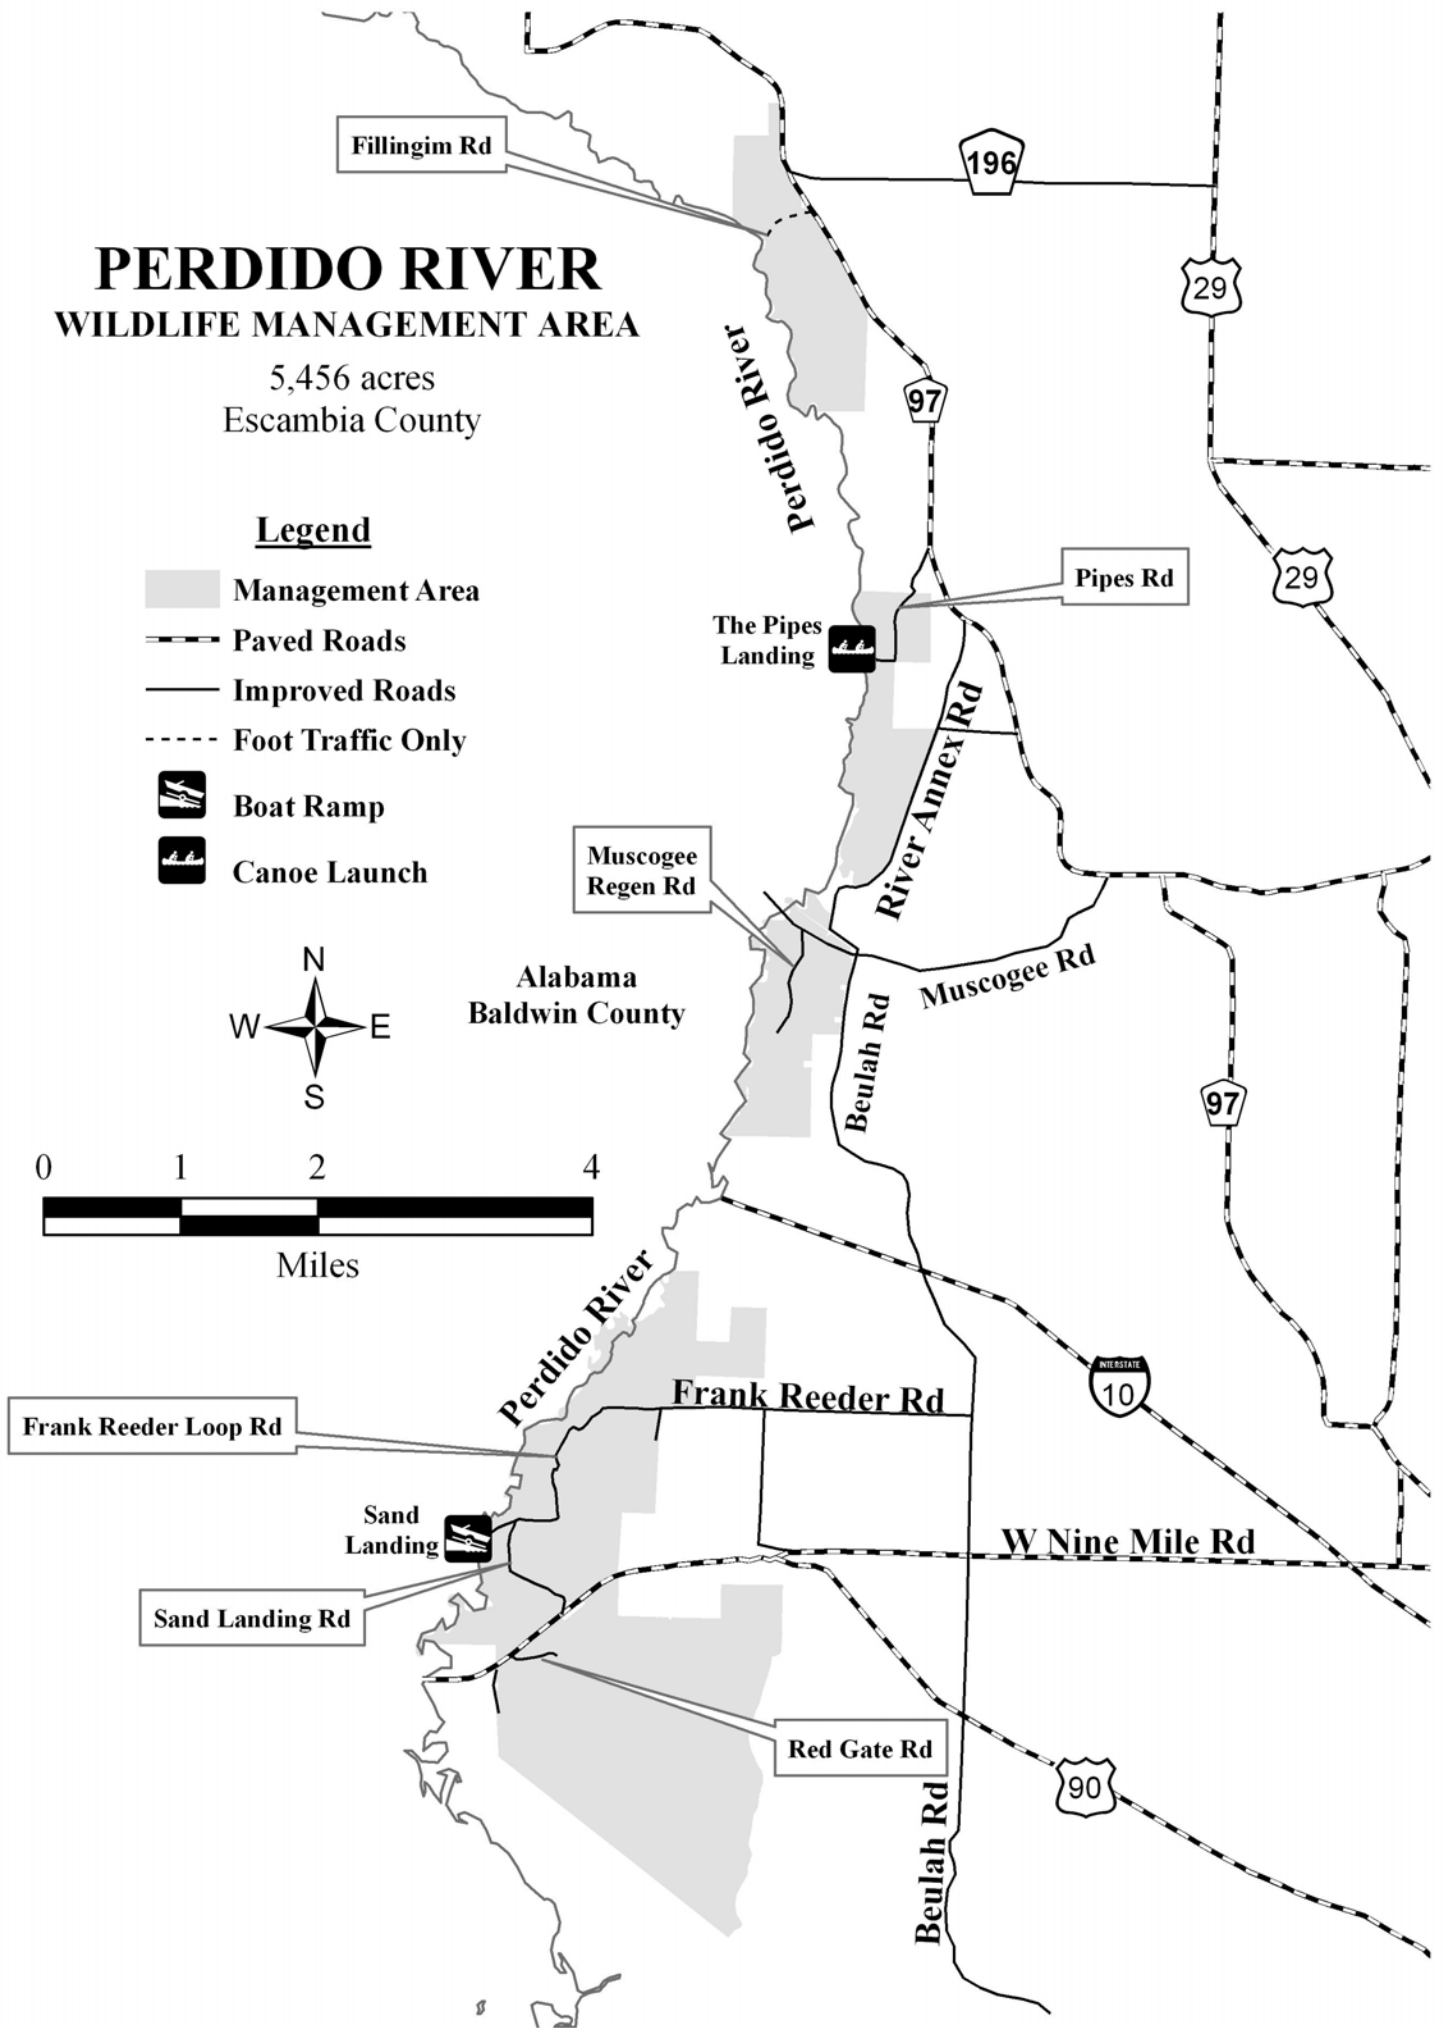 Fillingim Rd
196
PERDIDO RIVER
WILDLIFE MANAGEMENT AREA
5,456 acres
Escambia County
29
Perdido River
97
Legend
Management Area
Paved Roads
Improved Roads
Foot Traffic Only
Boat Ramp
Canoe Launch
Pipes Rd
29
The Pipes
Landing
River Annex Rd
Muscogee
Regen Rd
Muscogee Rd
Alabama
Baldwin County
N
W
E
S
Beulah Rd
97
0 1 2 4
Miles
Perdido River
INTERSTATE
10
Frank Reeder Rd
Frank Reeder Loop Rd
Sand
Landing
W Nine Mile Rd
Sand Landing Rd
Red Gate Rd
90
Beulah Rd